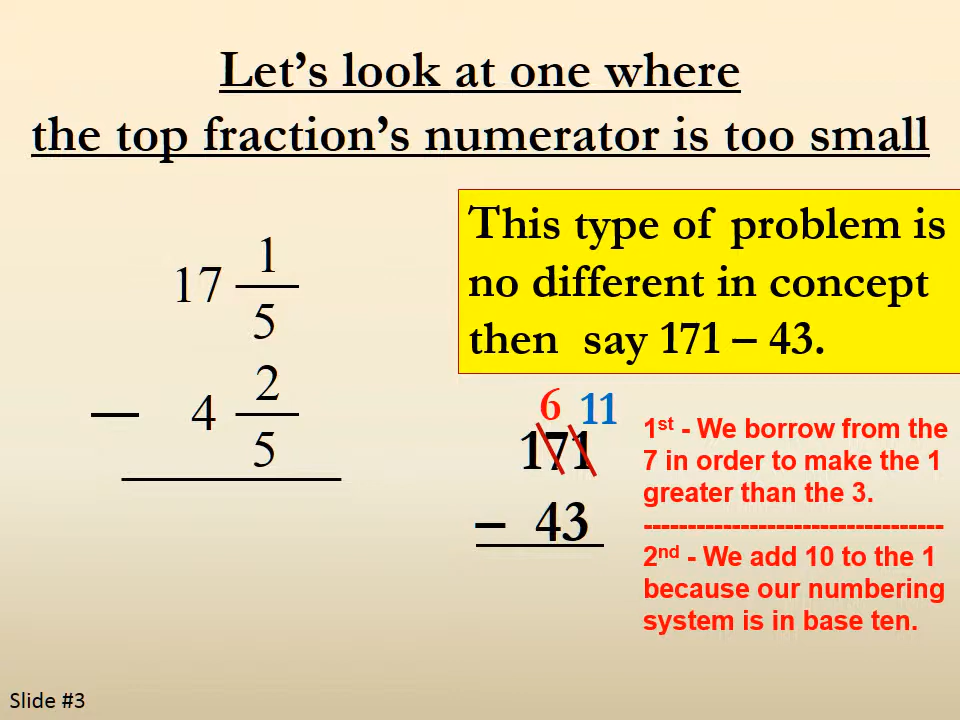 Let’s look at one where
the top fraction’s numerator is too small
17 1/5
— 4 2/5
This type of problem is
no different in concept
then say 171 – 43.
6 11
171
– 43
1st - We borrow from the
7 in order to make the 1
greater than the 3.
----------------------------------
2nd - We add 10 to the 1
because our numbering
system is in base ten.
Slide #3